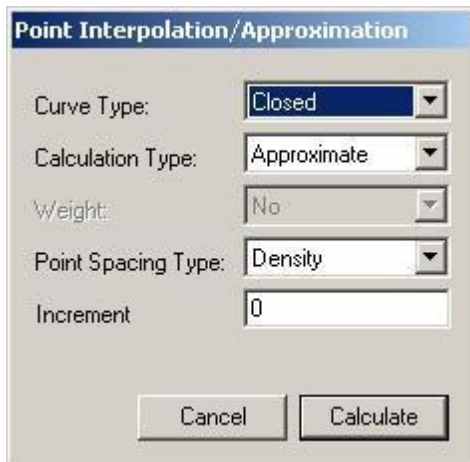 Point Interpolation/Approximation
Curve Type: Closed
Calculation Type: Approximate
Weight: No
Point Spacing Type: Density
Increment 0
Cancel Calculate